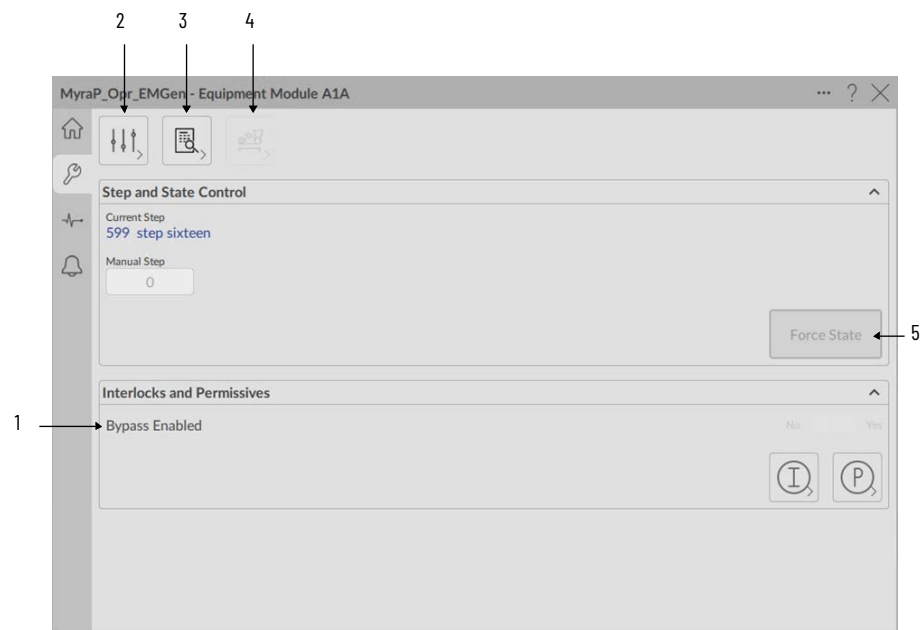 2 3 4
MyraP_Opr_EMGen - Equipment Module A1A ... ?
Step and State Control
Current Step
599 step sixteen
Manual Step
0
Force State 5
Interlocks and Permissives
1 Bypass Enabled No Yes
I P